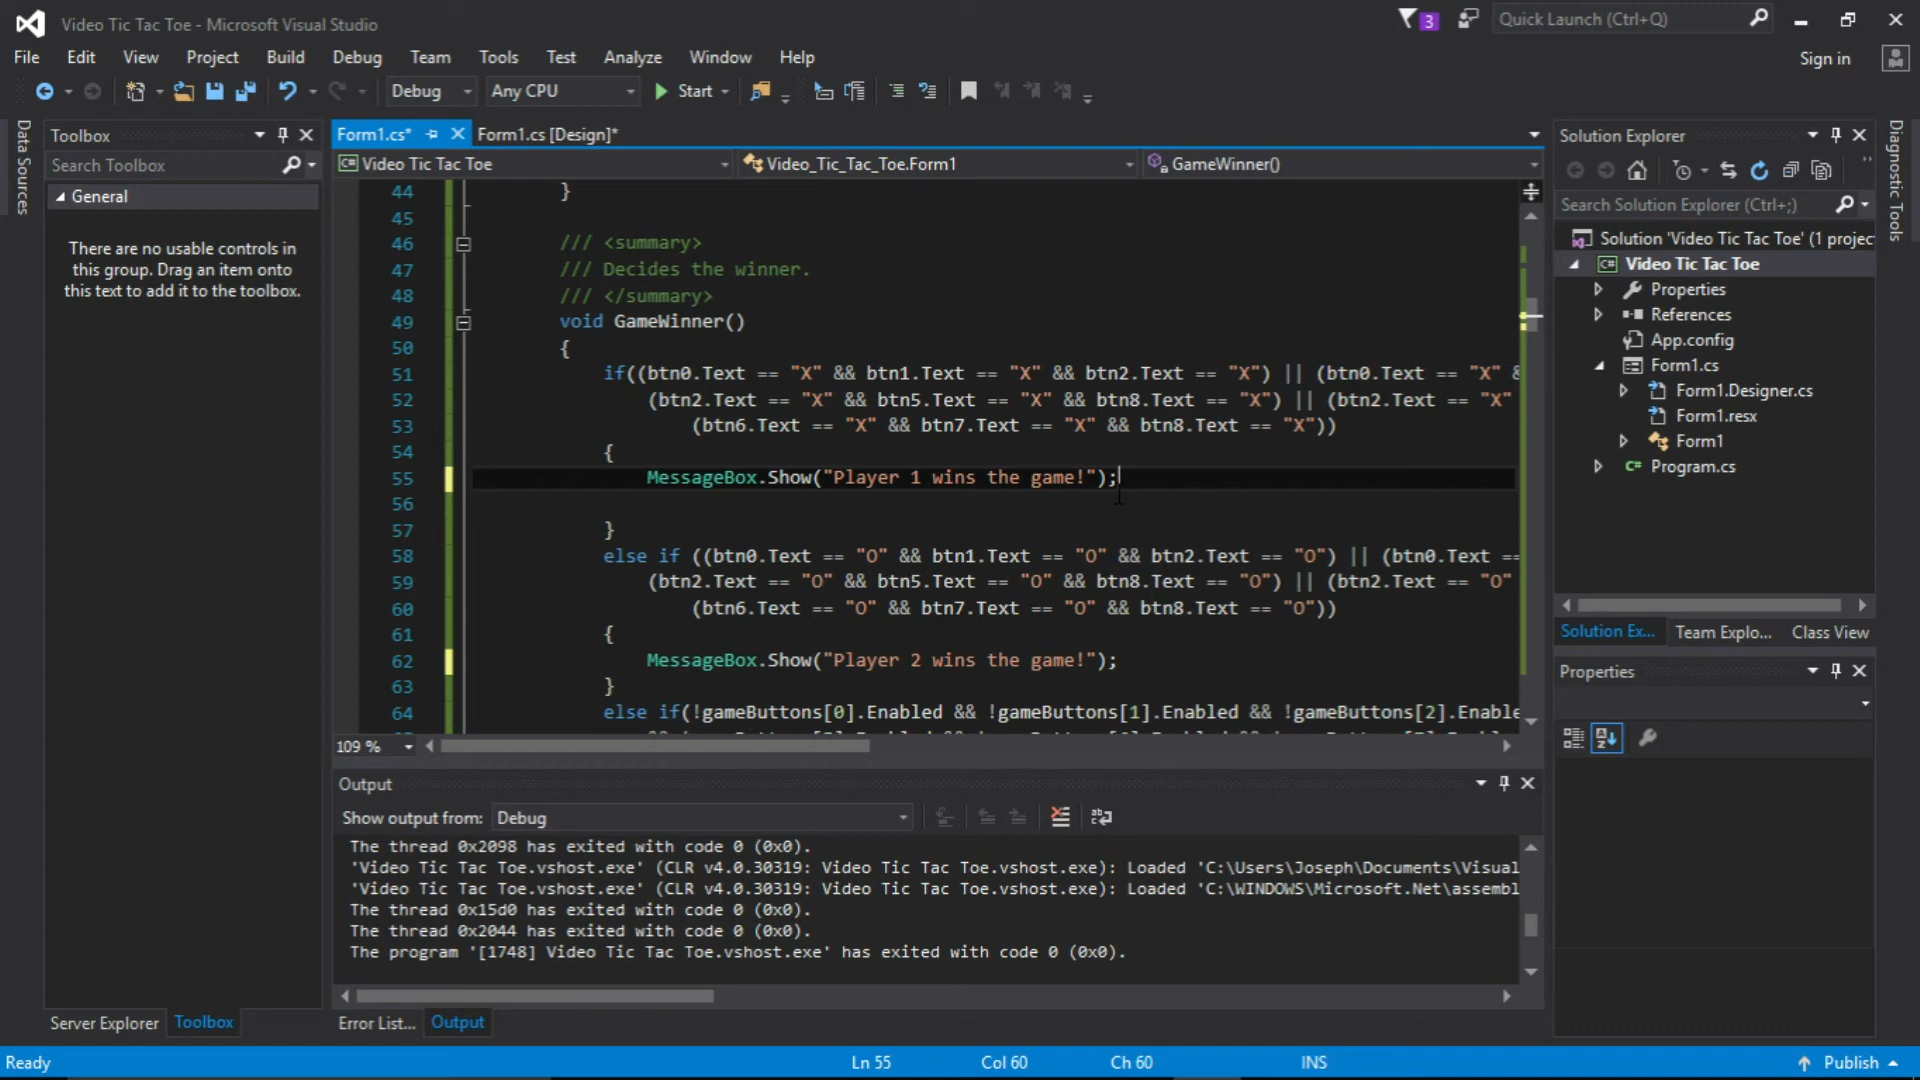 Video Tic Tac Toe - Microsoft Visual Studio
3
Quick Launch (Ctrl+Q)
File Edit View Project Build Debug Team Tools Test Analyze Window Help
Sign in
Debug Any CPU Start
Data Sources
Toolbox
Search Toolbox
General
There are no usable controls in
this group. Drag an item onto
this text to add it to the toolbox.
Server Explorer Toolbox
Form1.cs* Form1.cs [Design]*
Video Tic Tac Toe Video_Tic_Tac_Toe.Form1 GameWinner()
44 }
45
46 /// <summary>
47 /// Decides the winner.
48 /// </summary>
49 void GameWinner()
50 {
51 if((btn0.Text == "X" && btn1.Text == "X" && btn2.Text == "X") || (btn0.Text == "X" &
52 (btn2.Text == "X" && btn5.Text == "X" && btn8.Text == "X") || (btn2.Text == "X"
53 (btn6.Text == "X" && btn7.Text == "X" && btn8.Text == "X"))
54 {
55 MessageBox.Show("Player 1 wins the game!");
56
57 }
58 else if ((btn0.Text == "O" && btn1.Text == "O" && btn2.Text == "O") || (btn0.Text ==
59 (btn2.Text == "O" && btn5.Text == "O" && btn8.Text == "O") || (btn2.Text == "O"
60 (btn6.Text == "O" && btn7.Text == "O" && btn8.Text == "O"))
61 {
62 MessageBox.Show("Player 2 wins the game!");
63 }
64 else if(!gameButtons[0].Enabled && !gameButtons[1].Enabled && !gameButtons[2].Enable
109 %
Output
Show output from: Debug
The thread 0x2098 has exited with code 0 (0x0).
'Video Tic Tac Toe.vshost.exe' (CLR v4.0.30319: Video Tic Tac Toe.vshost.exe): Loaded 'C:\Users\Joseph\Documents\Visual
'Video Tic Tac Toe.vshost.exe' (CLR v4.0.30319: Video Tic Tac Toe.vshost.exe): Loaded 'C:\WINDOWS\Microsoft.Net\assembl
The thread 0x15d0 has exited with code 0 (0x0).
The thread 0x2044 has exited with code 0 (0x0).
The program '[1748] Video Tic Tac Toe.vshost.exe' has exited with code 0 (0x0).
Error List... Output
Solution Explorer
Search Solution Explorer (Ctrl+;)
Solution 'Video Tic Tac Toe' (1 projec
Video Tic Tac Toe
Properties
References
App.config
Form1.cs
Form1.Designer.cs
Form1.resx
Form1
Program.cs
Solution Ex... Team Explo... Class View
Properties
Diagnostic Tools
Ready Ln 55 Col 60 Ch 60 INS Publish